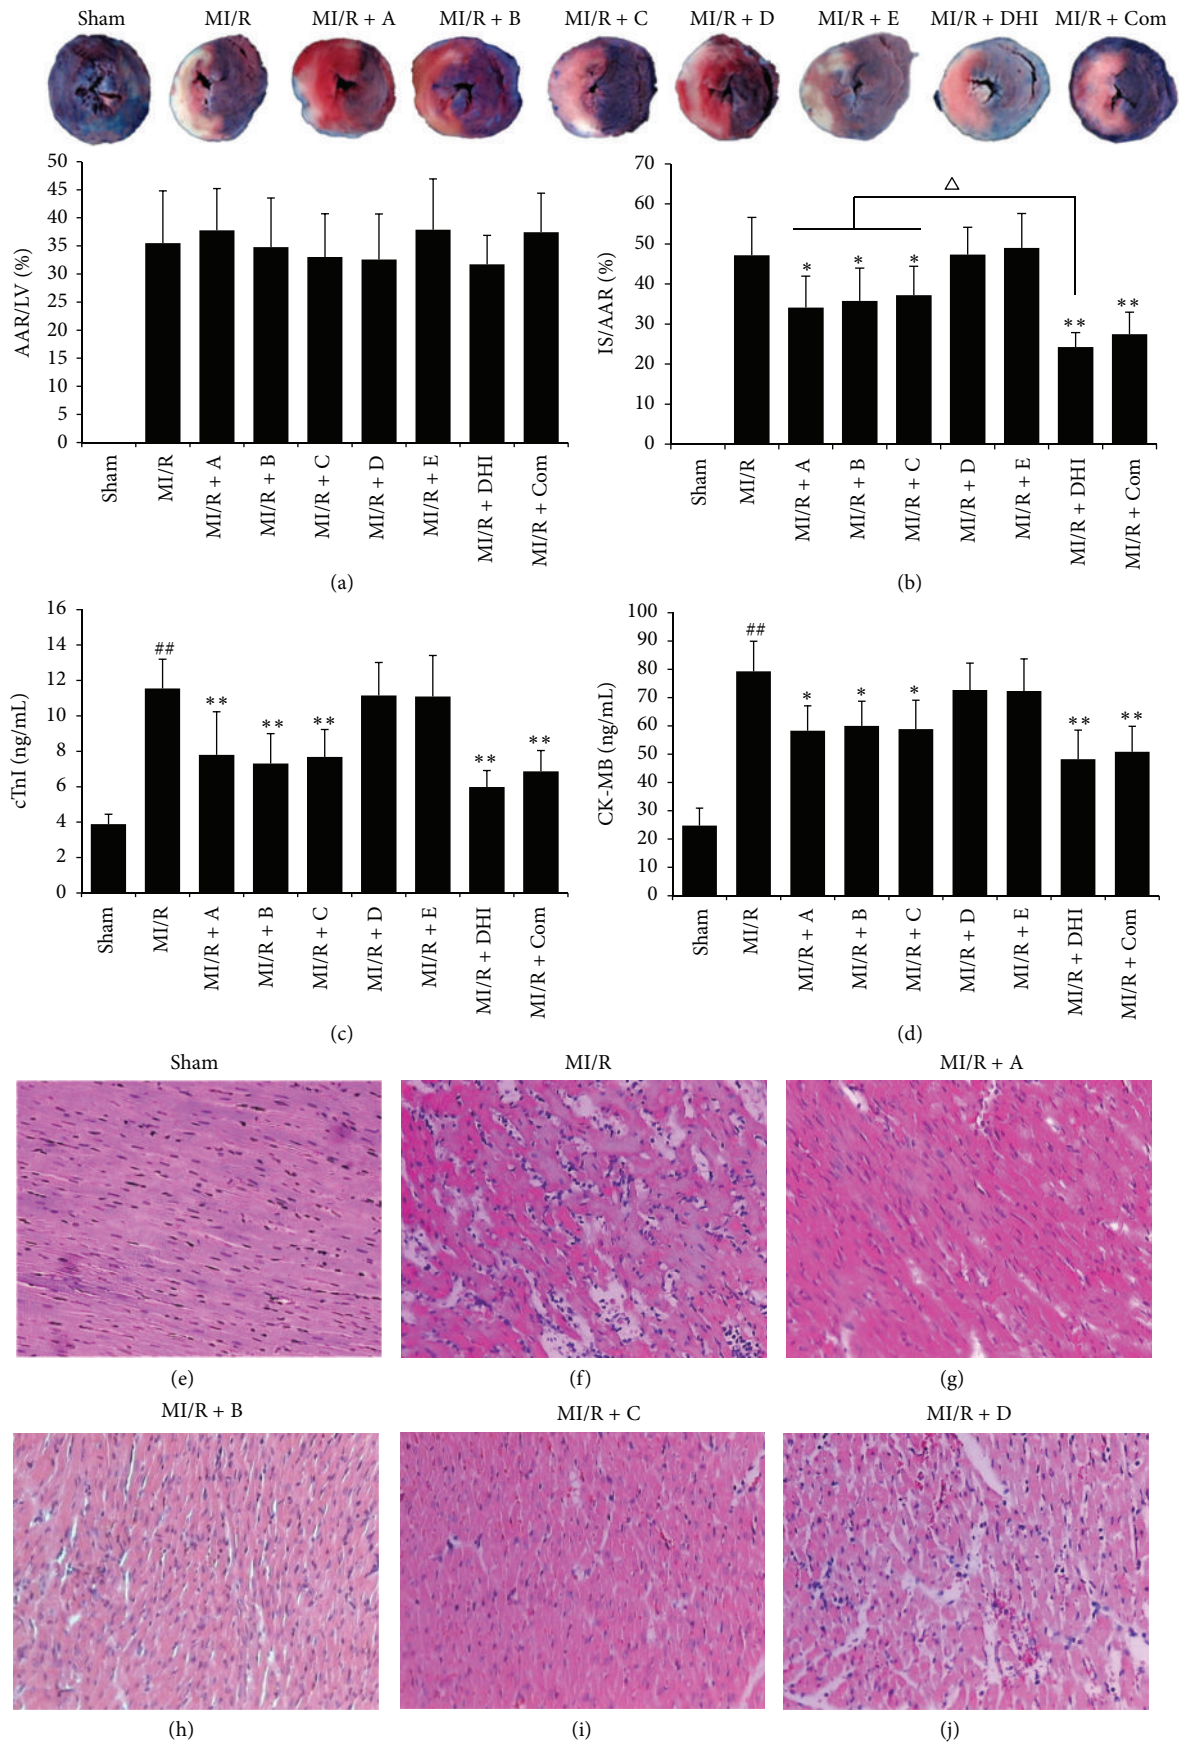 Sham MI/R MI/R + A MI/R + B MI/R + C MI/R + D MI/R + E MI/R + DHI MI/R + Com
50
45
40
35
30
25
20
15
10
5
0
AAR/LV (%)
Sham
MI/R
MI/R + A
MI/R + B
MI/R + C
MI/R + D
MI/R + E
MI/R + DHI
MI/R + Com
(a)
70
60
50
40
30
20
10
0
IS/AAR (%)
△
*
*
*
**
**
Sham
MI/R
MI/R + A
MI/R + B
MI/R + C
MI/R + D
MI/R + E
MI/R + DHI
MI/R + Com
(b)
16
14
12
10
8
6
4
2
0
cTnI (ng/mL)
##
**
**
**
**
**
Sham
MI/R
MI/R + A
MI/R + B
MI/R + C
MI/R + D
MI/R + E
MI/R + DHI
MI/R + Com
(c)
100
90
80
70
60
50
40
30
20
10
0
CK-MB (ng/mL)
##
*
*
*
**
**
Sham
MI/R
MI/R + A
MI/R + B
MI/R + C
MI/R + D
MI/R + E
MI/R + DHI
MI/R + Com
(d)
Sham
(e)
MI/R
(f)
MI/R + A
(g)
MI/R + B
(h)
MI/R + C
(i)
MI/R + D
(j)